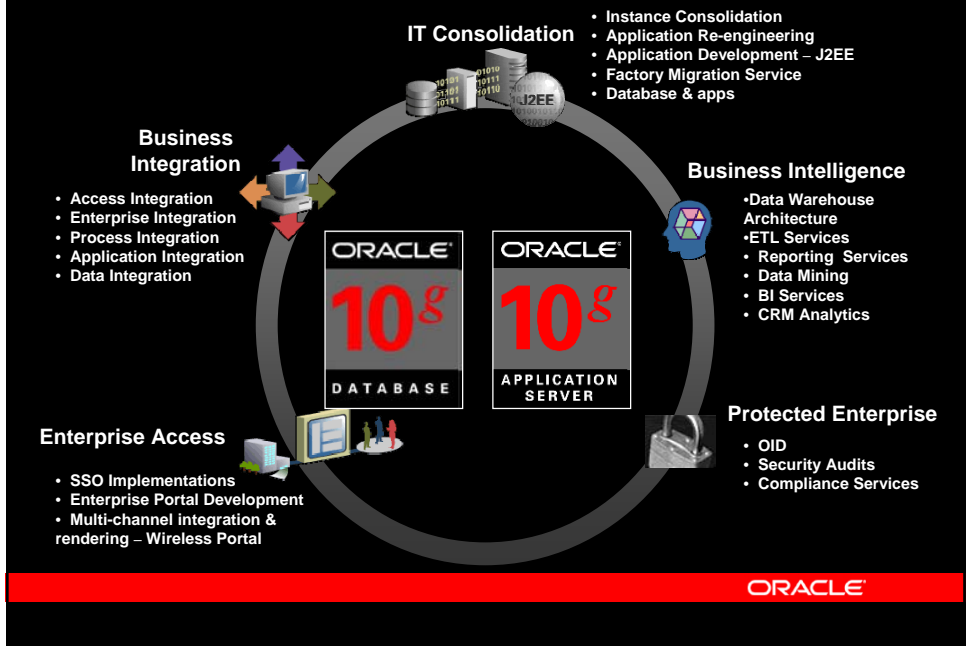 IT Consolidation
• Instance Consolidation
• Application Re-engineering
• Application Development – J2EE
• Factory Migration Service
• Database & apps
J2EE
Business
Integration
• Access Integration
• Enterprise Integration
• Process Integration
• Application Integration
• Data Integration
Business Intelligence
•Data Warehouse
Architecture
•ETL Services
• Reporting Services
• Data Mining
• BI Services
• CRM Analytics
ORACLE
10g
DATABASE
ORACLE
10g
APPLICATION
SERVER
Enterprise Access
• SSO Implementations
• Enterprise Portal Development
• Multi-channel integration &
rendering – Wireless Portal
Protected Enterprise
• OID
• Security Audits
• Compliance Services
ORACLE